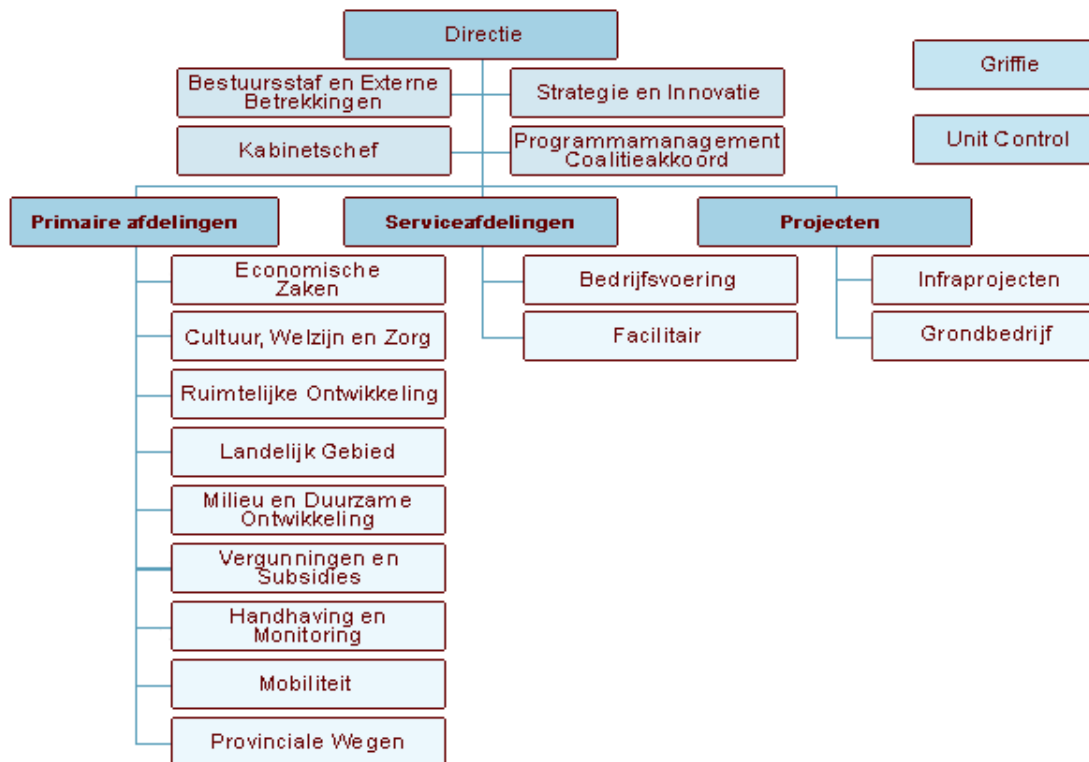 Directie
Griffie
Bestuursstaf en Externe
Betrekkingen
Strategie en Innovatie
Kabinetschef
Programmamanagement
Coalitieakkoord
Unit Control
Primaire afdelingen
Serviceafdelingen
Projecten
Economische
Zaken
Cultuur, Welzijn en Zorg
Ruimtelijke Ontwikkeling
Landelijk Gebied
Milieu en Duurzame
Ontwikkeling
Vergunningen en
Subsidies
Handhaving en
Monitoring
Mobiliteit
Provinciale Wegen
Bedrijfsvoering
Facilitair
Infraprojecten
Grondbedrijf